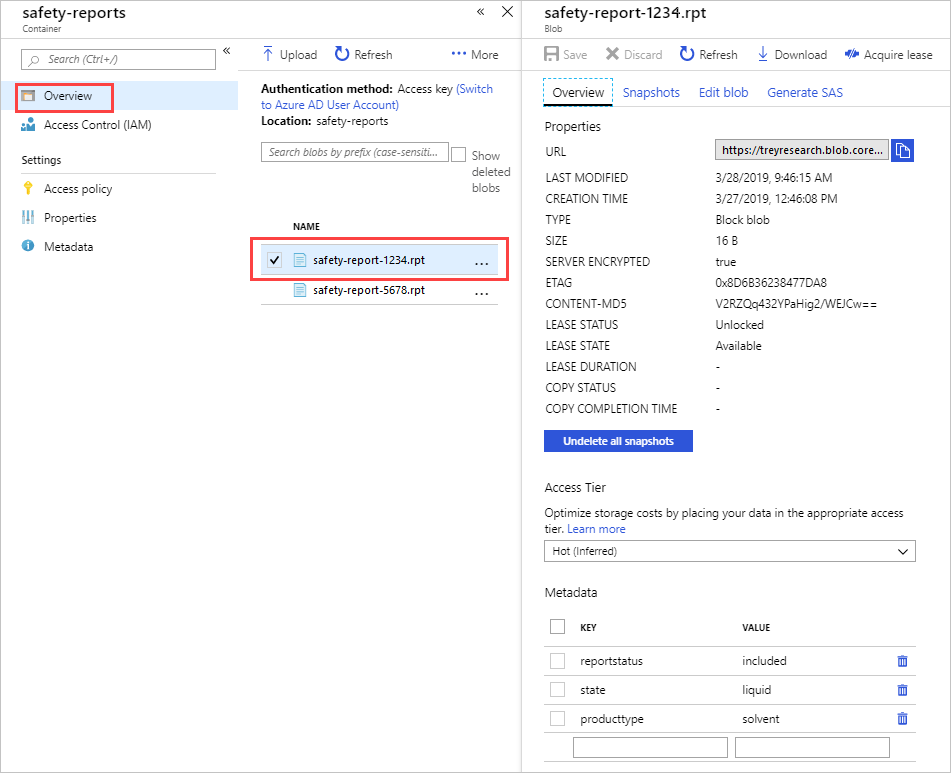 safety-reports
Container
Search (Ctrl+/)
Overview
Access Control (IAM)
Settings
Access policy
Properties
Metadata
Upload
Refresh
More
Authentication method: Access key (Switch
to Azure AD User Account)
Location: safety-reports
Search blobs by prefix (case-sensiti...
Show
deleted
blobs
NAME
safety-report-1234.rpt
...
safety-report-5678.rpt
...
safety-report-1234.rpt
Blob
Save
Discard
Refresh
Download
Acquire lease
Overview
Snapshots
Edit blob
Generate SAS
Properties
URL
https://treyresearch.blob.core...
LAST MODIFIED
3/28/2019, 9:46:15 AM
CREATION TIME
3/27/2019, 12:46:08 PM
TYPE
Block blob
SIZE
16 B
SERVER ENCRYPTED
true
ETAG
0x8D6B36238477DA8
CONTENT-MD5
V2RZQq432YPaHig2/WEJCw==
LEASE STATUS
Unlocked
LEASE STATE
Available
LEASE DURATION
-
COPY STATUS
-
COPY COMPLETION TIME
-
Undelete all snapshots
Access Tier
Optimize storage costs by placing your data in the appropriate access
tier. Learn more
Hot (Inferred)
Metadata
KEY
VALUE
reportstatus
included
state
liquid
producttype
solvent